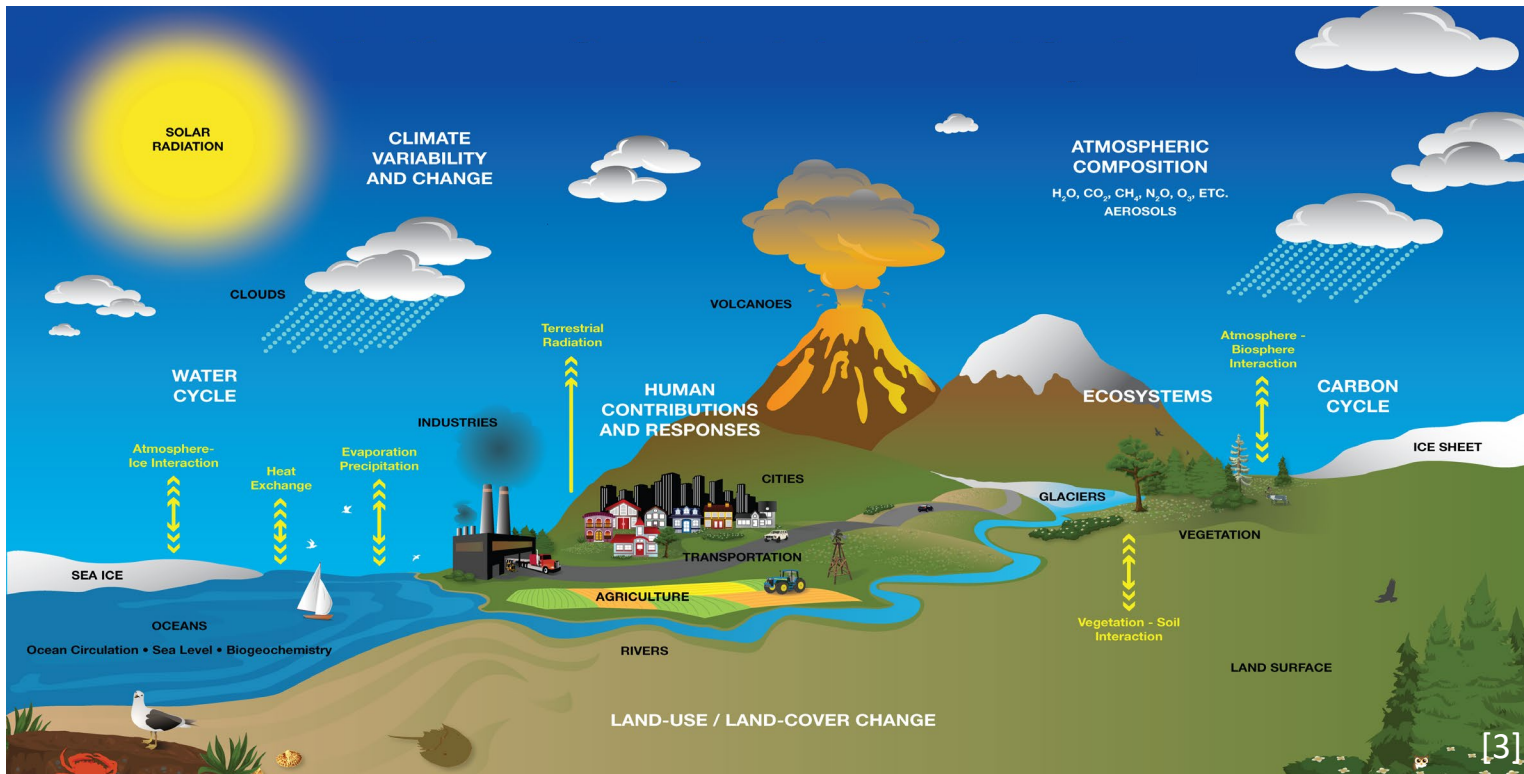 SOLAR
RADIATION
CLIMATE
VARIABILITY
AND CHANGE
ATMOSPHERIC
COMPOSITION
H₂O, CO₂, CH₄, N₂O, O₃, ETC.
AEROSOLS
CLOUDS
VOLCANOES
Terrestrial
Radiation
Atmosphere -
Biosphere
Interaction
WATER
CYCLE
HUMAN
CONTRIBUTIONS
AND RESPONSES
ECOSYSTEMS
CARBON
CYCLE
INDUSTRIES
Atmosphere-
Ice Interaction
Heat
Exchange
Evaporation
Precipitation
ICE SHEET
CITIES
GLACIERS
VEGETATION
TRANSPORTATION
SEA ICE
AGRICULTURE
OCEANS
Ocean Circulation • Sea Level • Biogeochemistry
RIVERS
Vegetation - Soil
Interaction
LAND SURFACE
LAND-USE / LAND-COVER CHANGE
[3]